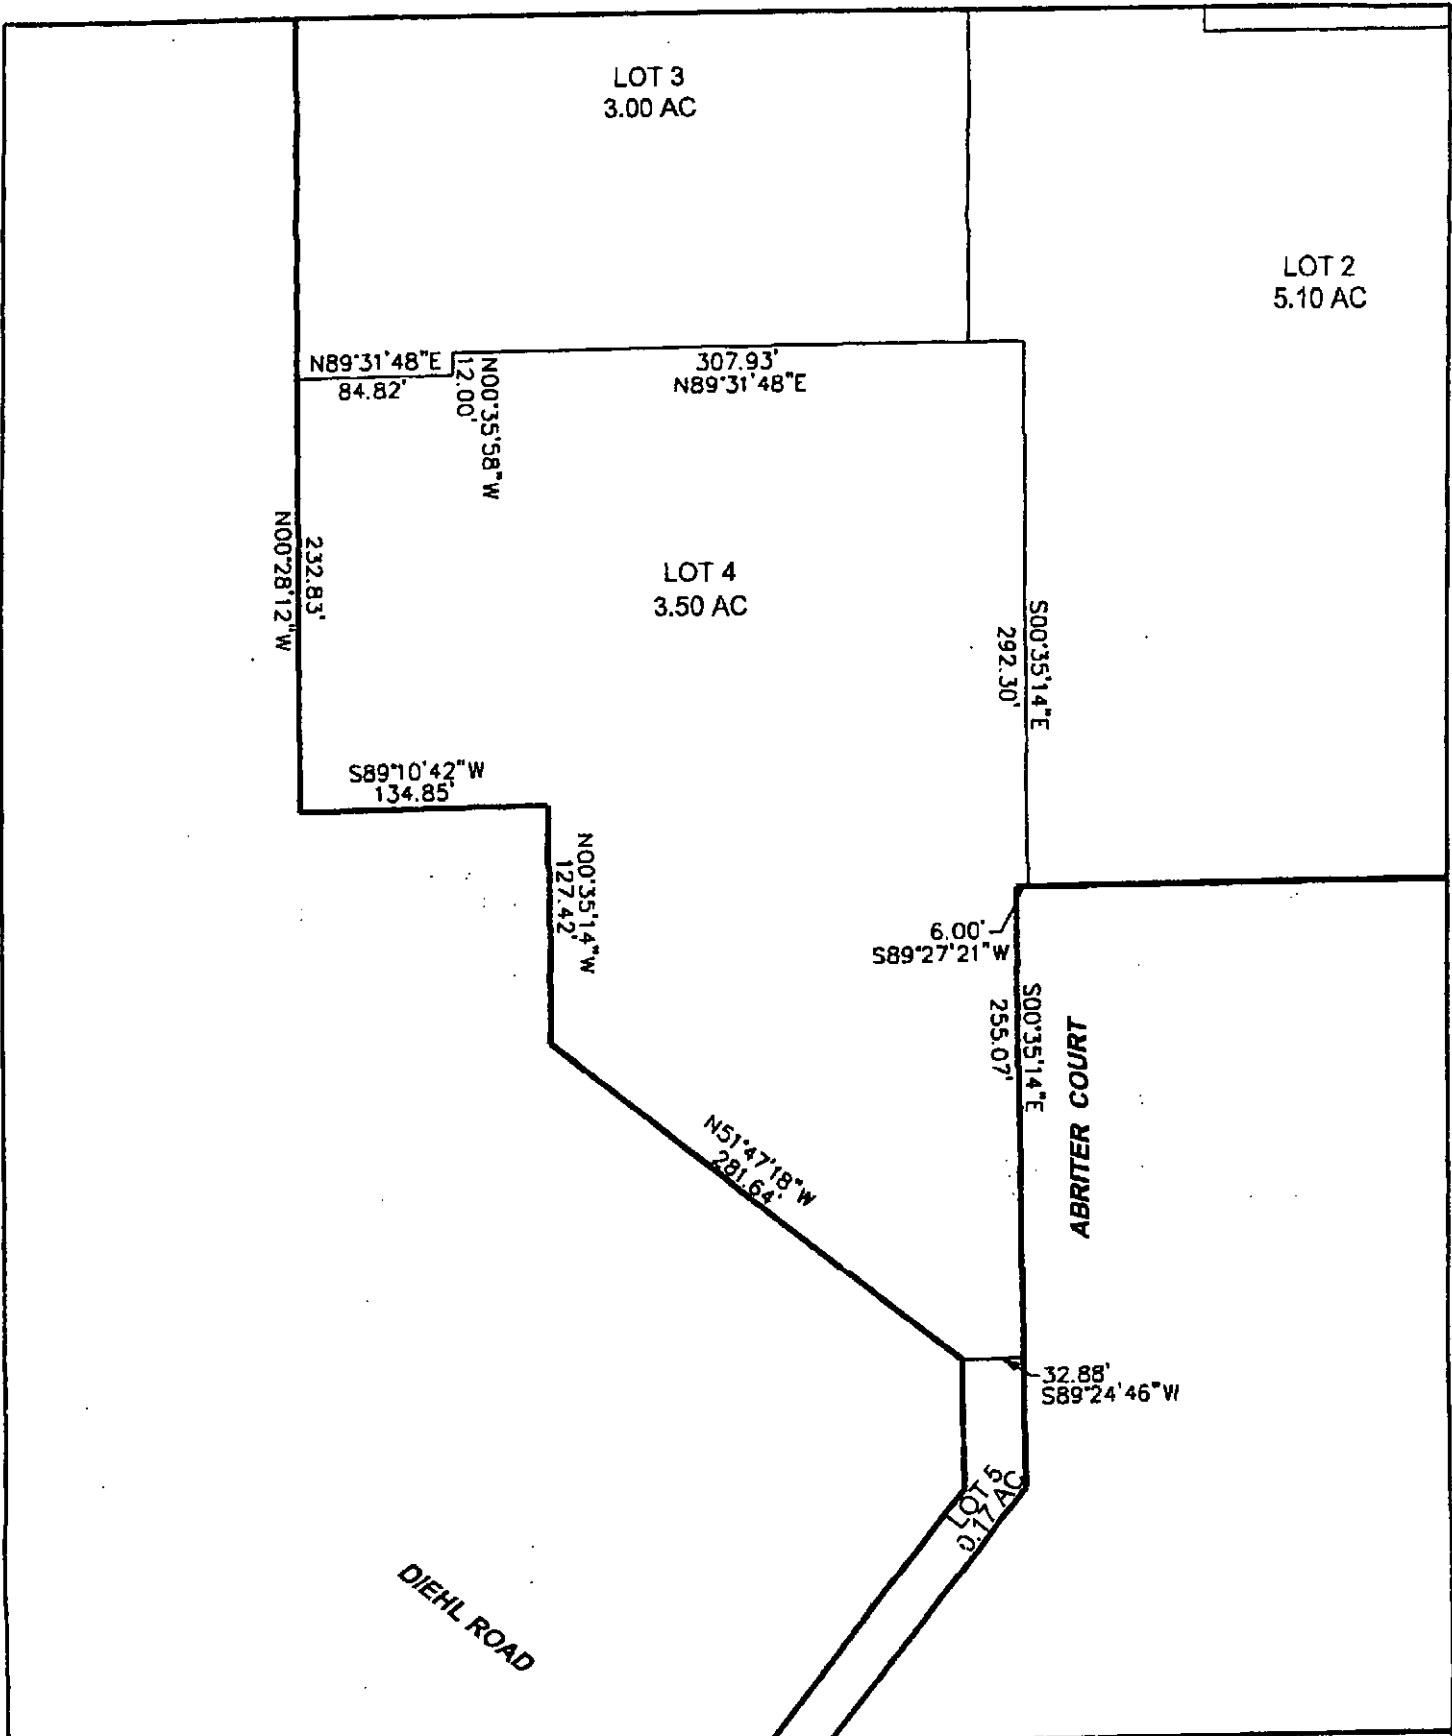 LOT 3
3.00 AC
LOT 2
5.10 AC
N89°31'48"E
84.82'
N00°35'58"W
12.00'
307.93'
N89°31'48"E
232.83'
N00°28'12"W
LOT 4
3.50 AC
S00°35'14"E
292.30'
S89°10'42"W
134.85'
N00°35'14"W
127.42'
6.00'
S89°27'21"W
S00°35'14"E
255.07'
ABRITER COURT
N51°47'18"W
281.64'
32.88'
S89°24'46"W
LOT 5
0.17 AC
DIEHL ROAD